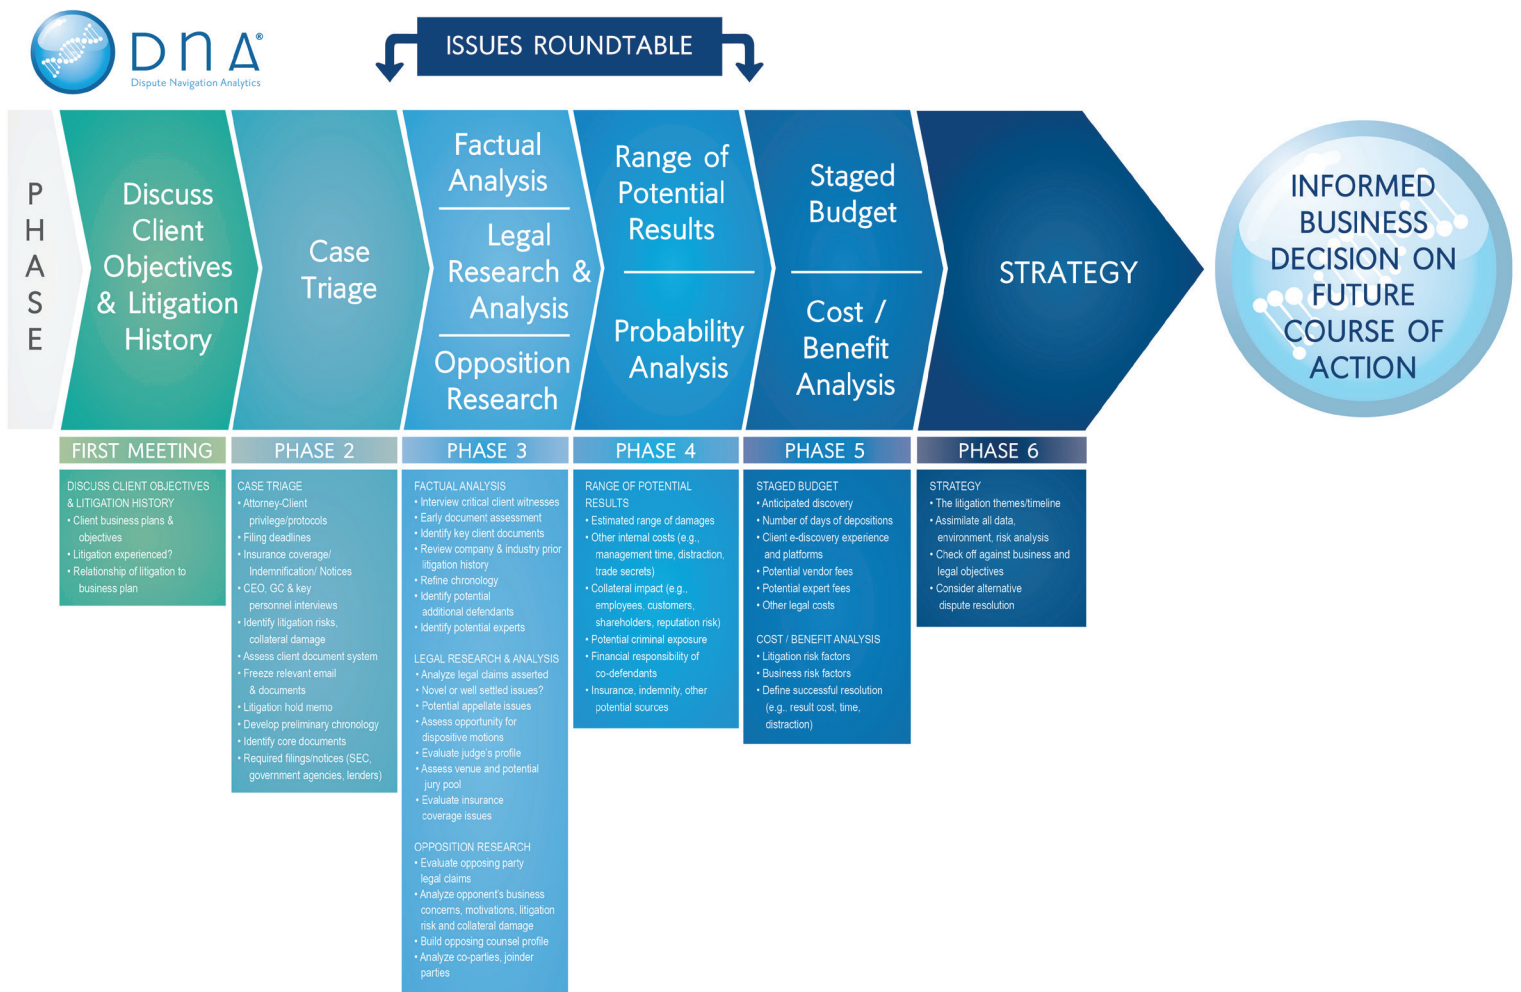 DNA®
Dispute Navigation Analytics
ISSUES ROUNDTABLE
PHASE
Discuss
Client
Objectives
& Litigation
History
Case
Triage
Factual
Analysis
Legal
Research &
Analysis
Opposition
Research
Range of
Potential
Results
Probability
Analysis
Staged
Budget
Cost /
Benefit
Analysis
STRATEGY
INFORMED
BUSINESS
DECISION ON
FUTURE
COURSE OF
ACTION
FIRST MEETING
DISCUSS CLIENT OBJECTIVES
& LITIGATION HISTORY
• Client business plans &
objectives
• Litigation experienced?
• Relationship of litigation to
business plan
PHASE 2
CASE TRIAGE
• Attorney-Client
privilege/protocols
• Filing deadlines
• Insurance coverage/
Indemnification/ Notices
• CEO, GC & key
personnel interviews
• Identify litigation risks,
collateral damage
• Assess client document system
• Freeze relevant email
& documents
• Litigation hold memo
• Develop preliminary chronology
• Identify core documents
• Required filings/notices (SEC,
government agencies, lenders)
PHASE 3
FACTUAL ANALYSIS
• Interview critical client witnesses
• Early document assessment
• Identify key client documents
• Review company & industry prior
litigation history
• Refine chronology
• Identify potential
additional defendants
• Identify potential experts
LEGAL RESEARCH & ANALYSIS
• Analyze legal claims asserted
• Novel or well settled issues?
• Potential appellate issues
• Assess opportunity for
dispositive motions
• Evaluate judge's profile
• Assess venue and potential
jury pool
• Evaluate insurance
coverage issues
OPPOSITION RESEARCH
• Evaluate opposing party
legal claims
• Analyze opponent's business
concerns, motivations, litigation
risk and collateral damage
• Build opposing counsel profile
• Analyze co-parties, joinder
parties
PHASE 4
RANGE OF POTENTIAL
RESULTS
• Estimated range of damages
• Other internal costs (e.g.,
management time, distraction,
trade secrets)
• Collateral impact (e.g.,
employees, customers,
shareholders, reputation risk)
• Potential criminal exposure
• Financial responsibility of
co-defendants
• Insurance, indemnity, other
potential sources
PHASE 5
STAGED BUDGET
• Anticipated discovery
• Number of days of depositions
• Client e-discovery experience
and platforms
• Potential vendor fees
• Potential expert fees
• Other legal costs
COST / BENEFIT ANALYSIS
• Litigation risk factors
• Business risk factors
• Define successful resolution
(e.g., result cost, time,
distraction)
PHASE 6
STRATEGY
• The litigation themes/timeline
• Assimilate all data,
environment, risk analysis
• Check off against business and
legal objectives
• Consider alternative
dispute resolution